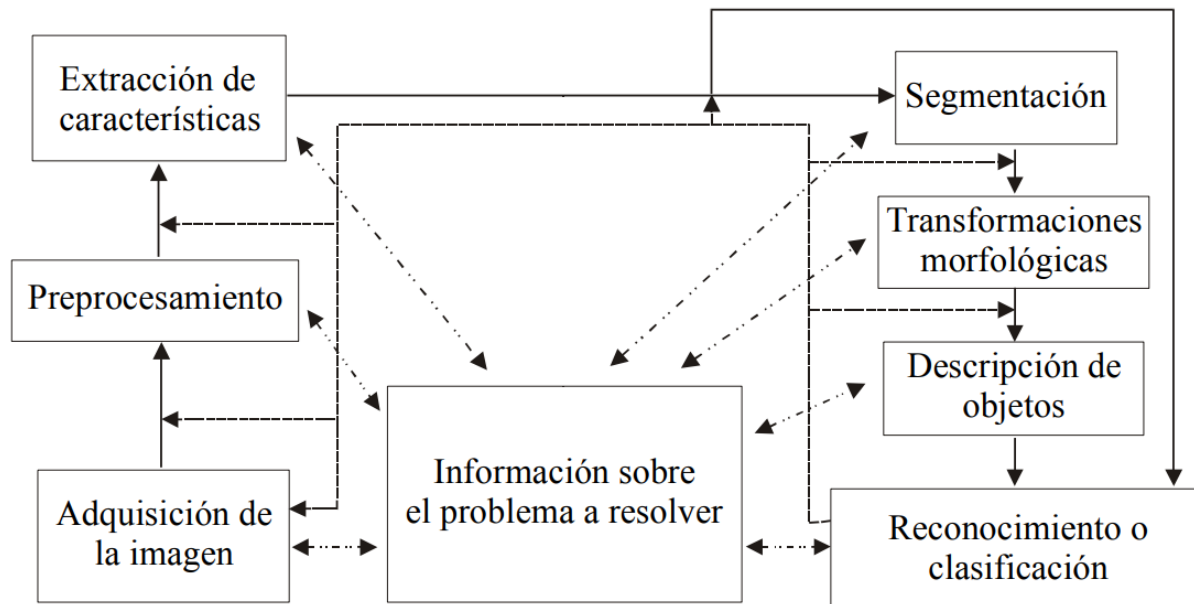 Extracción de
características
Segmentación
Transformaciones
morfológicas
Preprocesamiento
Descripción de
objetos
Información sobre
el problema a resolver
Adquisición de
la imagen
Reconocimiento o
clasificación